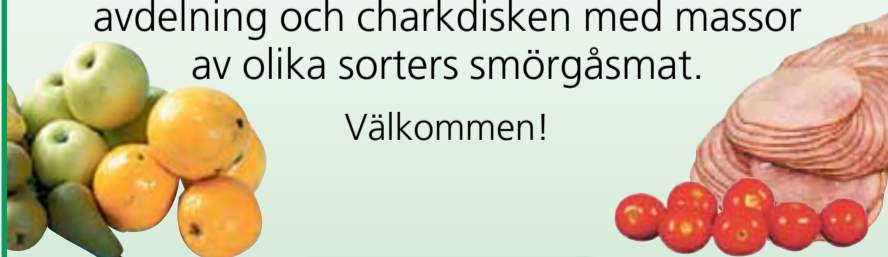 avdelning och charkdisken med massor
av olika sorters smörgåsmat.
Välkommen!